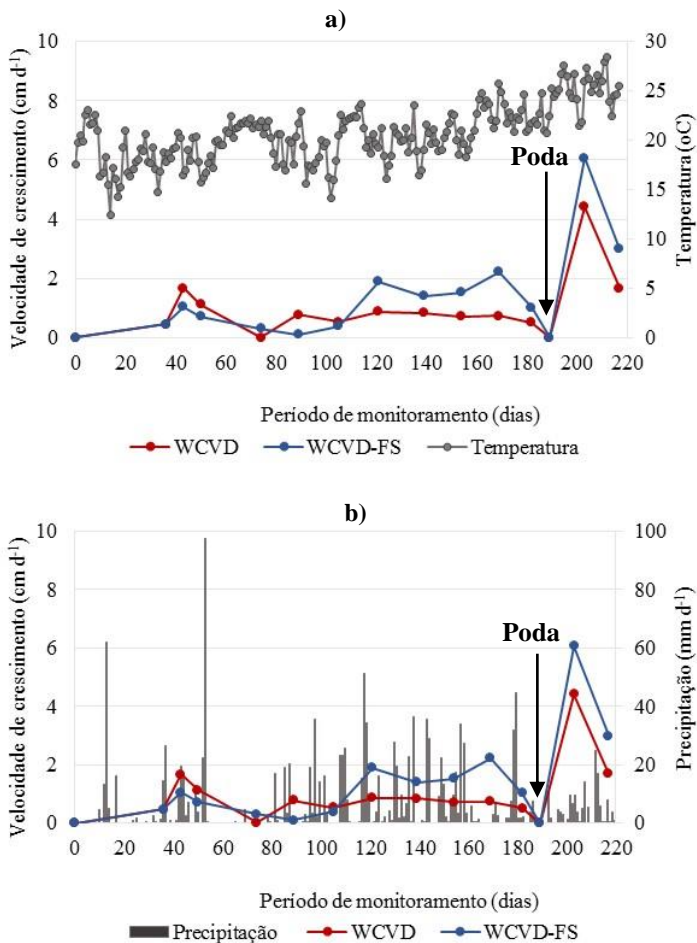 a)
Velocidade de crescimento (cm d-1)
10
8
6
4
2
0
30
25
20
15
10
5
0
Temperatura (oC)
Poda
0 20 40 60 80 100 120 140 160 180 200 220
Período de monitoramento (dias)
WCVD WCVD-FS Temperatura
b)
Velocidade de crescimento (cm d-1)
10
8
6
4
2
0
100
80
60
40
20
0
Precipitação (mm d-1)
Poda
0 20 40 60 80 100 120 140 160 180 200 220
Período de monitoramento (dias)
Precipitação WCVD WCVD-FS